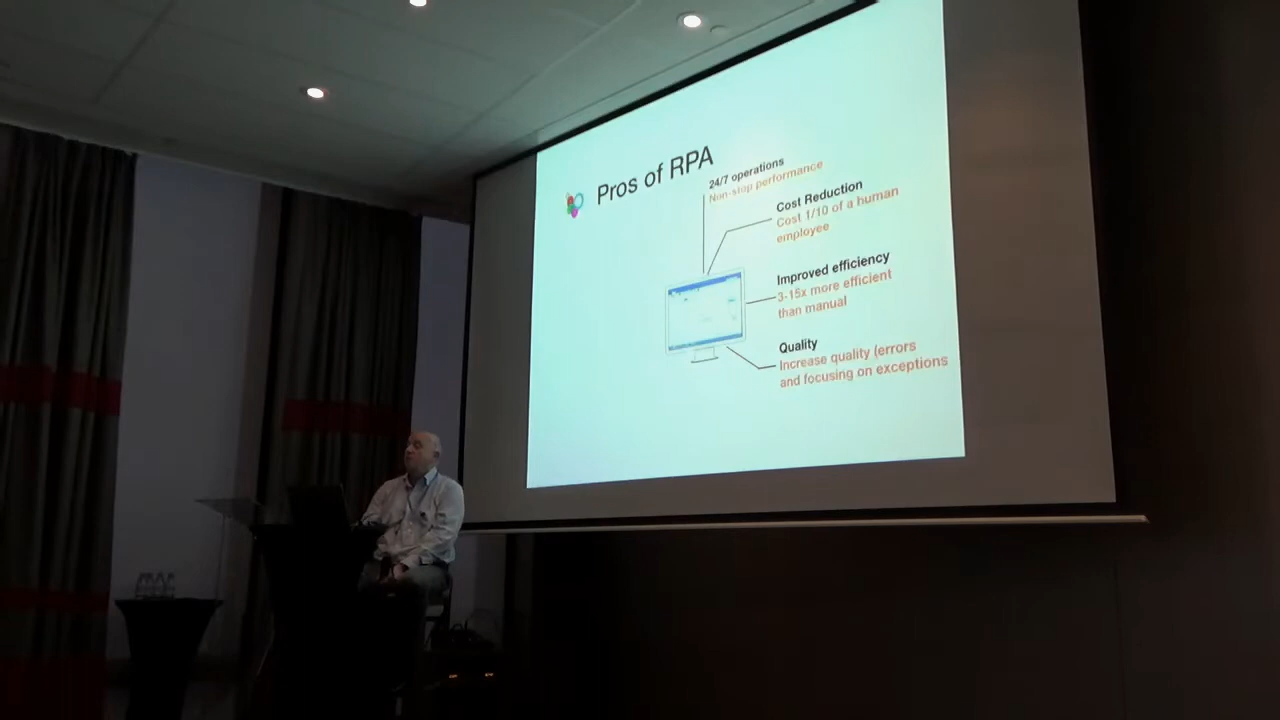 Pros of RPA
24/7 operations
Non-stop performance
Cost Reduction
Cost 1/10 of a human
employee
Improved efficiency
3-15x more efficient
than manual
Quality
Increase quality (errors
and focusing on exceptions